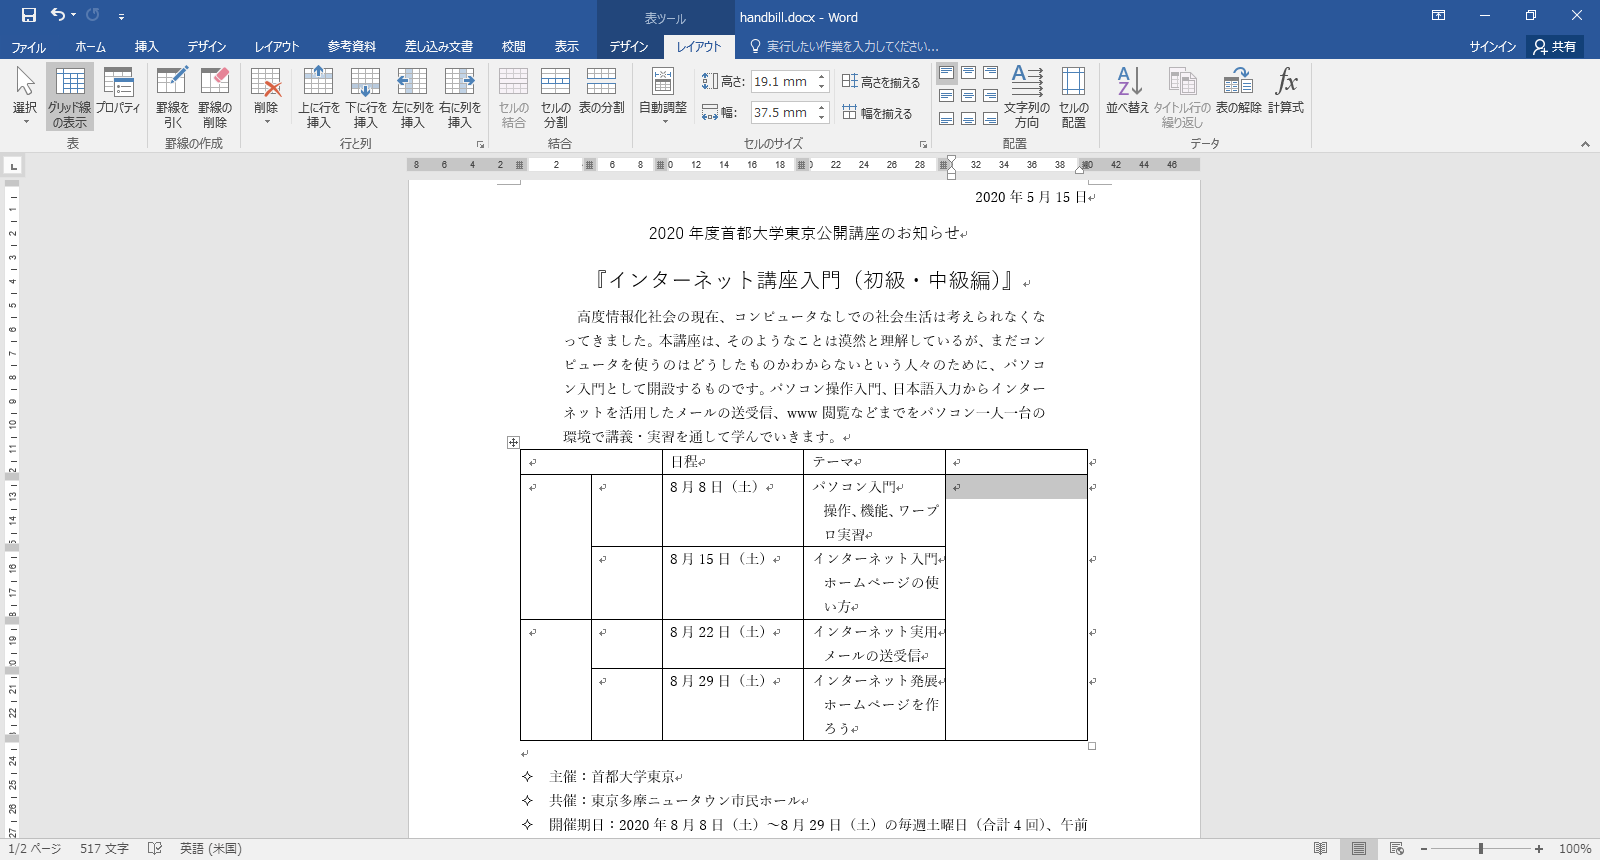 表ツール
handbill.docx - Word
ファイル ホーム 挿入 デザイン レイアウト 参考資料 差し込み文書 校閲 表示 デザイン レイアウト 実行したい作業を入力してください... サインイン 共有
選択
グリッド線の表示
プロパティ
罫線を引く
罫線の削除
削除
上に行を挿入
下に行を挿入
左に列を挿入
右に列を挿入
セルの結合
セルの分割
表の分割
自動調整
高さ: 19.1 mm
幅: 37.5 mm
高さを揃える
幅を揃える
文字列の方向
セルの配置
並べ替え
タイトル行の繰り返し
表の解除
計算式
表 罫線の作成 行と列 結合 セルのサイズ 配置 データ
8 6 4 2 2 6 8 0 12 14 16 18 0 22 24 26 28 32 34 36 38 40 42 44 46
2020 年 5 月 15 日
2020 年度首都大学東京公開講座のお知らせ
『インターネット講座入門（初級・中級編）』
高度情報化社会の現在、コンピュータなしでの社会生活は考えられなくな
ってきました。本講座は、そのようなことは漠然と理解しているが、まだコン
ピュータを使うのはどうしたものかわからないという人々のために、パソコ
ン入門として開設するものです。パソコン操作入門、日本語入力からインター
ネットを活用したメールの送受信、www 閲覧などまでをパソコン一人一台の
環境で講義・実習を通して学んでいきます。
日程 テーマ
8 月 8 日（土） パソコン入門
操作、機能、ワープ
ロ実習
8 月 15 日（土） インターネット入門
ホームページの使
い方
8 月 22 日（土） インターネット実用
メールの送受信
8 月 29 日（土） インターネット発展
ホームページを作
ろう
✧ 主催：首都大学東京
✧ 共催：東京多摩ニュータウン市民ホール
✧ 開催期日：2020 年 8 月 8 日（土）～8 月 29 日（土）の毎週土曜日（合計 4 回）、午前
1/2 ページ 517 文字 英語 (米国) 100%